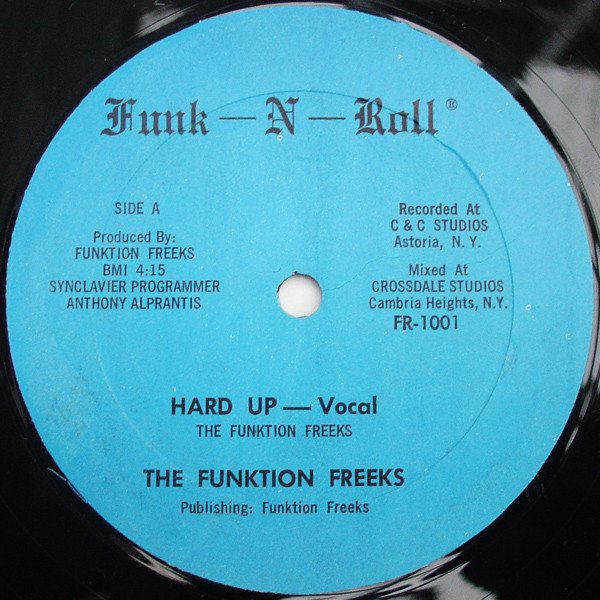 Funk—N—Roll®
SIDE A
Produced By:
FUNKTION FREEKS
BMI 4:15
SYNCLAVIER PROGRAMMER
ANTHONY ALPRANTIS
Recorded At
C & C STUDIOS
Astoria, N. Y.
Mixed At
CROSSDALE STUDIOS
Cambria Heights, N.Y.
FR-1001
HARD UP — Vocal
THE FUNKTION FREEKS
THE FUNKTION FREEKS
Publishing: Funktion Freeks